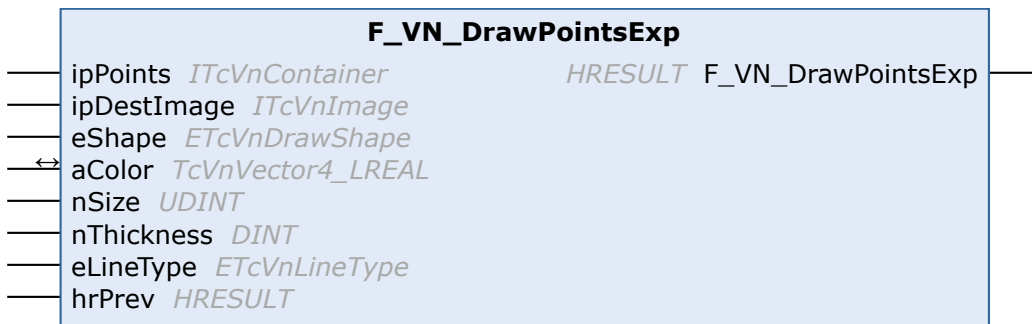 F_VN_DrawPointsExp
ipPoints ITcVnContainer HRESULT F_VN_DrawPointsExp
ipDestImage ITcVnImage
eShape ETcVnDrawShape
↔ aColor TcVnVector4_LREAL
nSize UDINT
nThickness DINT
eLineType ETcVnLineType
hrPrev HRESULT